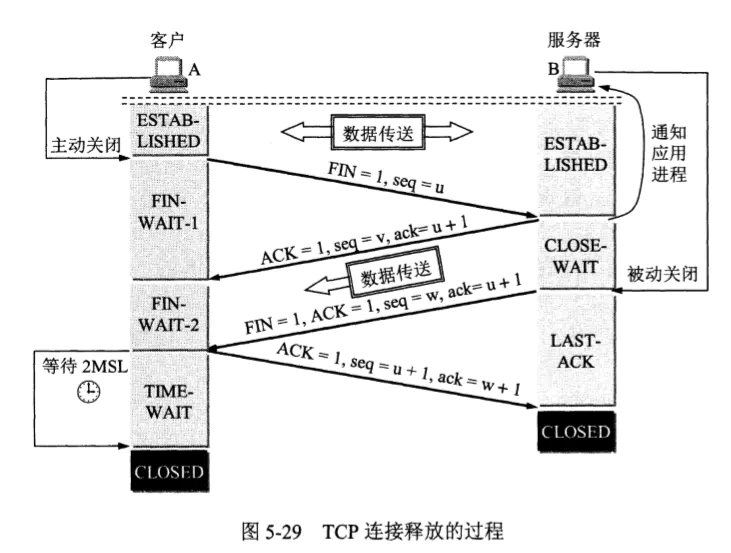 客户
服务器
A
B
ESTAB-
LISHED
数据传送
主动关闭
ESTAB-
LISHED
通知
应用
进程
FIN = 1, seq = u
FIN-
WAIT-1
ACK = 1, seq = v, ack= u + 1
CLOSE-
WAIT
数据传送
被动关闭
FIN-
WAIT-2
FIN = 1, ACK = 1, seq = w, ack= u + 1
LAST-
ACK
等待 2MSL
ACK = 1, seq = u + 1, ack = w + 1
TIME-
WAIT
CLOSED
CLOSED
图 5-29 TCP 连接释放的过程